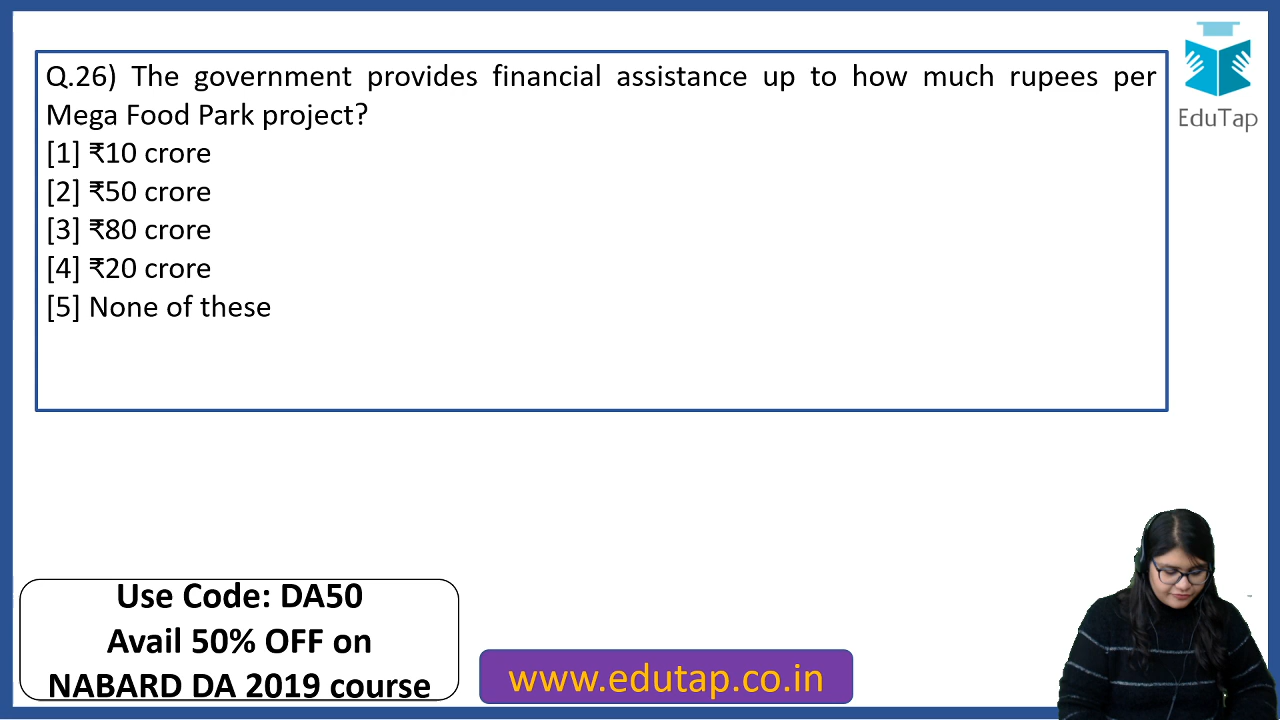 Q.26) The government provides financial assistance up to how much rupees per
Mega Food Park project?
[1] ₹10 crore
[2] ₹50 crore
[3] ₹80 crore
[4] ₹20 crore
[5] None of these
EduTap
Use Code: DA50
Avail 50% OFF on
NABARD DA 2019 course
www.edutap.co.in